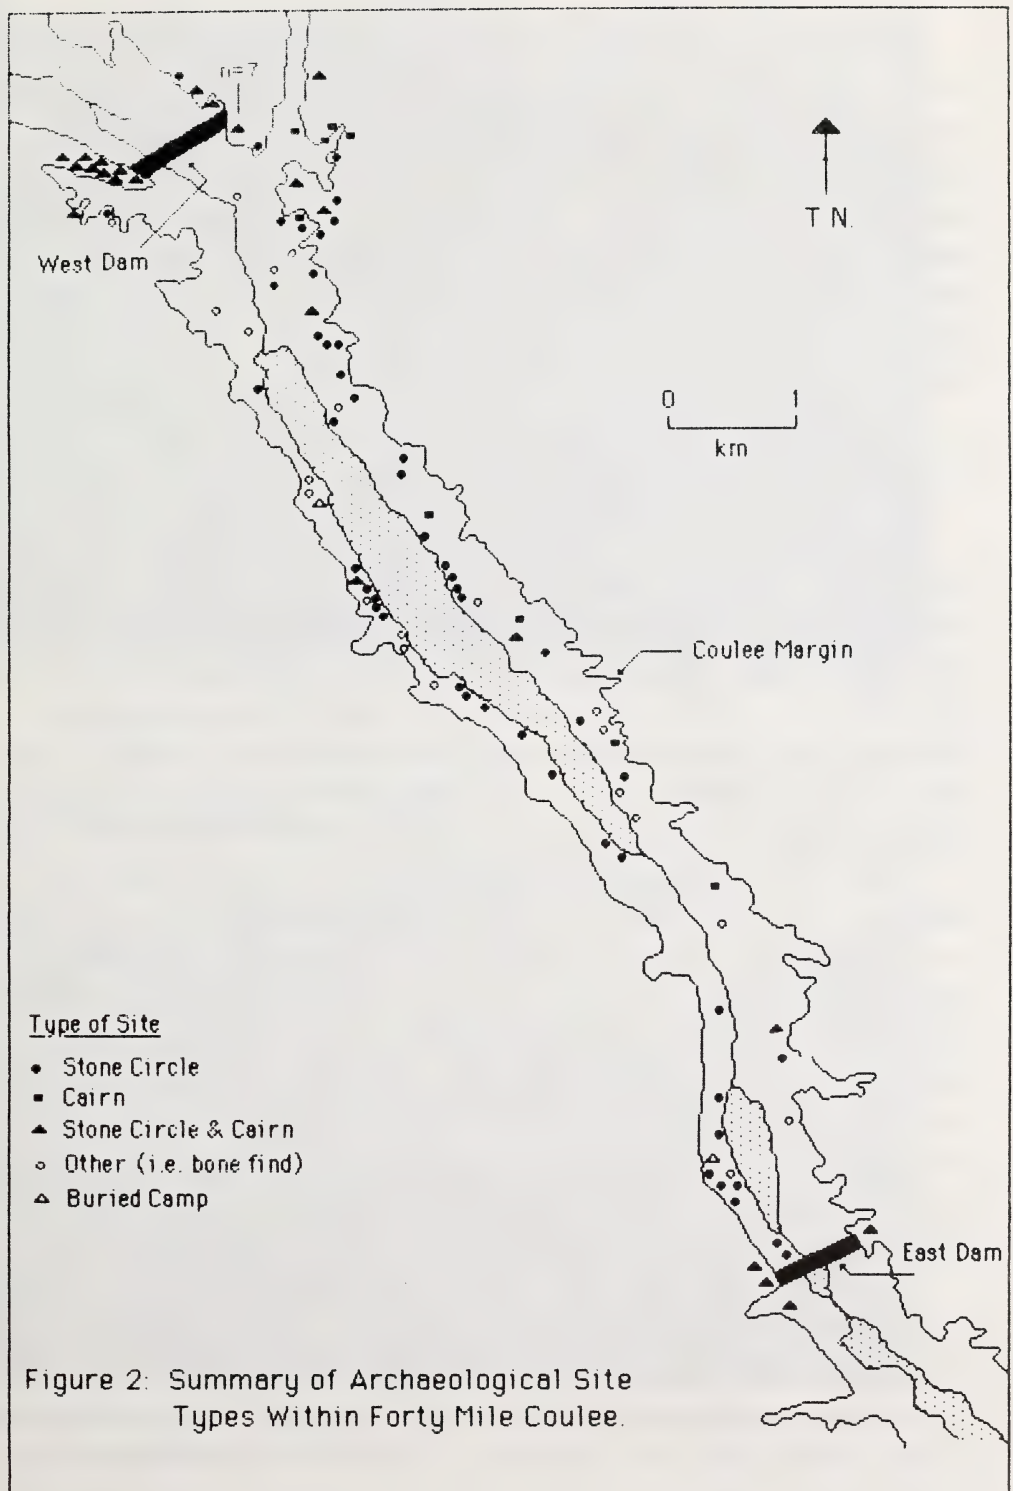 n=7
T N.
West Dam
0 1
km
Coulee Margin
Type of Site
Stone Circle
Cairn
Stone Circle & Cairn
Other (i.e. bone find)
Buried Camp
East Dam
Figure 2: Summary of Archaeological Site
Types Within Forty Mile Coulee.